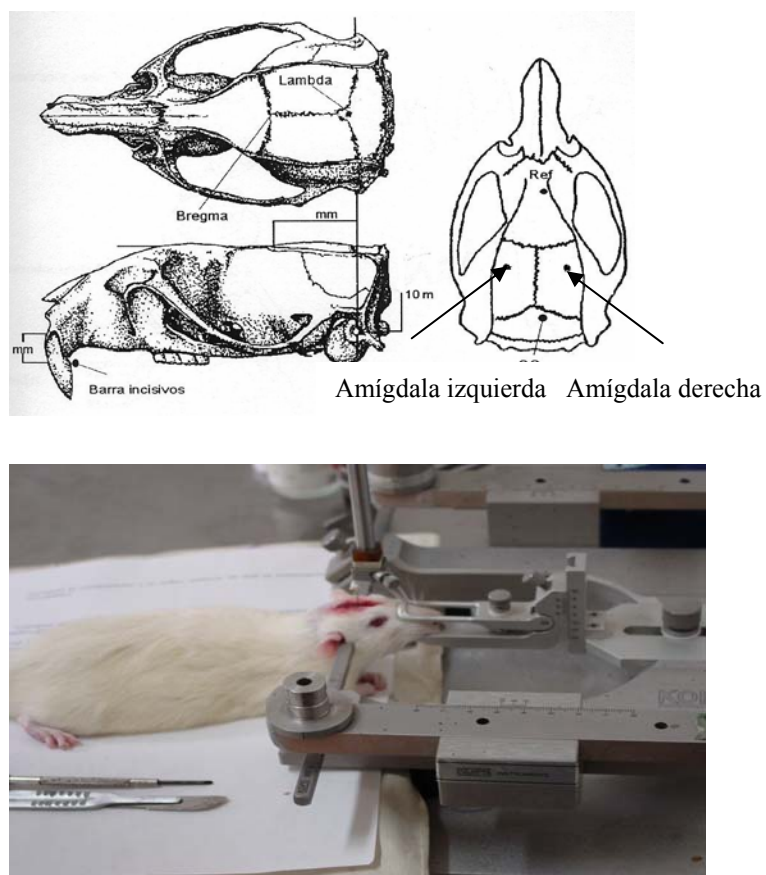 Lambda
Ref
Bregma
mm
10 m
mm
Barra incisivos
Amígdala izquierda Amígdala derecha